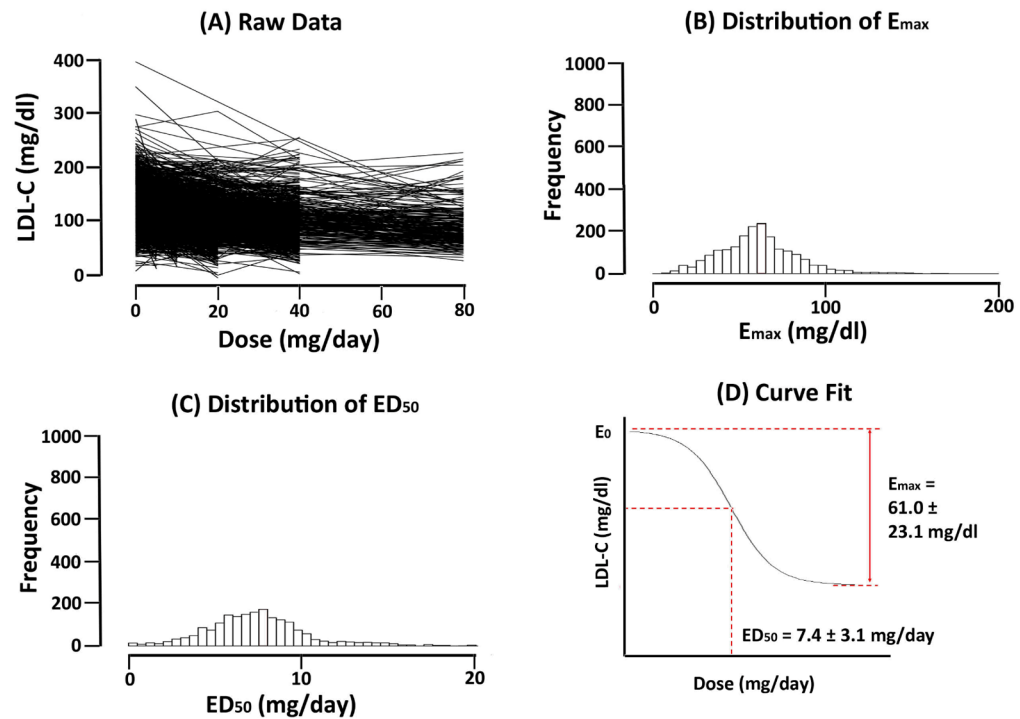 (A) Raw Data
400
300
200
100
0
LDL-C (mg/dl)
0 20 40 60 80
Dose (mg/day)
(B) Distribution of Emax
1000
800
600
400
200
0
Frequency
0 100 200
Emax (mg/dl)
(C) Distribution of ED50
1000
800
600
400
200
0
Frequency
0 10 20
ED50 (mg/day)
(D) Curve Fit
E0
LDL-C (mg/dl)
Emax =
61.0 ±
23.1 mg/dl
ED50 = 7.4 ± 3.1 mg/day
Dose (mg/day)